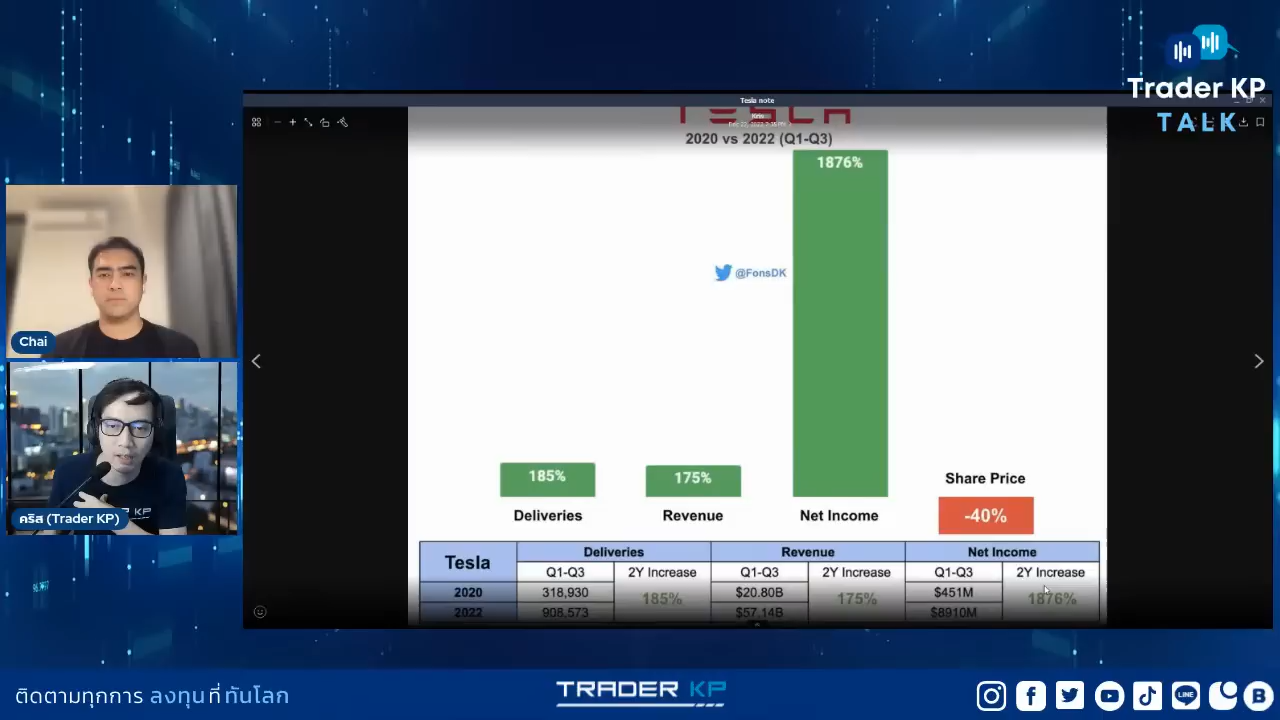 Trader KP
TALK
Tesla note
TESLA
Kris
2020 vs 2022 (Q1-Q3)
1876%
@FonsDK
185%
175%
Share Price
-40%
Deliveries
Revenue
Net Income
Tesla
Deliveries
Revenue
Net Income
Q1-Q3
2Y Increase
Q1-Q3
2Y Increase
Q1-Q3
2Y Increase
2020
318,930
185%
$20.80B
175%
$451M
1876%
2022
908,573
$57.14B
$8910M
Chai
คริส (Trader KP)
KP
ติดตามทุกการ ลงทุนที่ทันโลก
TRADER KP
LINE
B